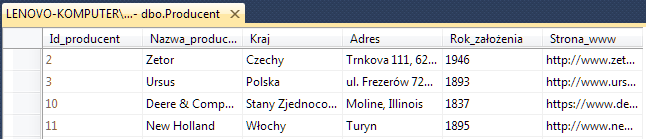 LENOVO-KOMPUTER\...- dbo.Producent
Id_producent Nazwa_produc... Kraj Adres Rok_założenia Strona_www
2 Zetor Czechy Trnkova 111, 62... 1946 http://www.zet...
3 Ursus Polska ul. Frezerów 72... 1893 http://www.urs...
10 Deere & Comp... Stany Zjednoco... Moline, Illinois 1837 https://www.de...
11 New Holland Włochy Turyn 1895 http://www.ne...